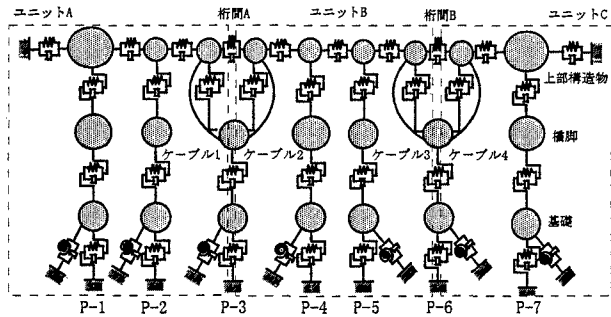 ユニットA
桁間A
ユニットB
桁間B
ユニットC
上部構造物
橋脚
ケーブル1
ケーブル2
ケーブル3
ケーブル4
基礎
P-1
P-2
P-3
P-4
P-5
P-6
P-7